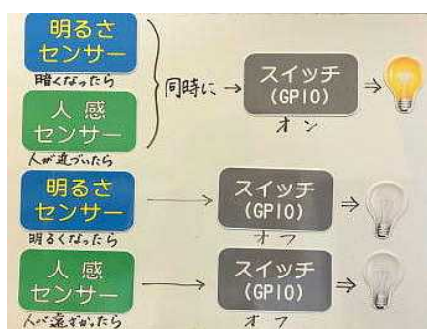 明るさ
センサー
暗くなったら
人感
センサー
人が近づいたら
同時に
スイッチ
(GPIO)
オン
明るさ
センサー
明るくなったら
スイッチ
(GPIO)
オフ
人感
センサー
人が遠ざかったら
スイッチ
(GPIO)
オフ